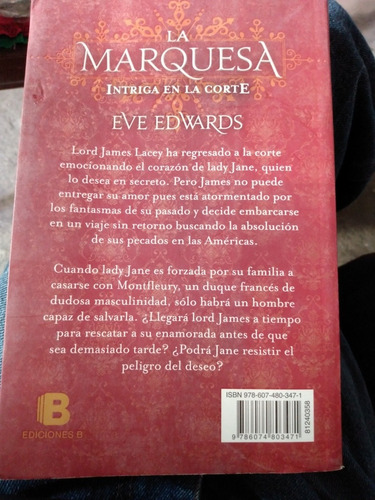 LA
MARQUESA
INTRIGA EN LA CORTE
EVE EDWARDS
Lord James Lacey ha regresado a la corte
emocionando el corazón de lady Jane, quien
lo desea en secreto. Pero James no puede
entregar su amor pues está atormentado por
los fantasmas de su pasado y decide embarcarse
en un viaje sin retorno buscando la absolución
de sus pecados en las Américas.
Cuando lady Jane es forzada por su familia a
casarse con Montfleury, un duque francés de
dudosa masculinidad, sólo habrá un hombre
capaz de salvarla. ¿Llegará lord James a tiempo
para rescatar a su enamorada antes de que
sea demasiado tarde? ¿Podrá Jane resistir el
peligro del deseo?
ISBN 978-607-480-347-1
9 786074 803471
81240358
B
EDICIONES B